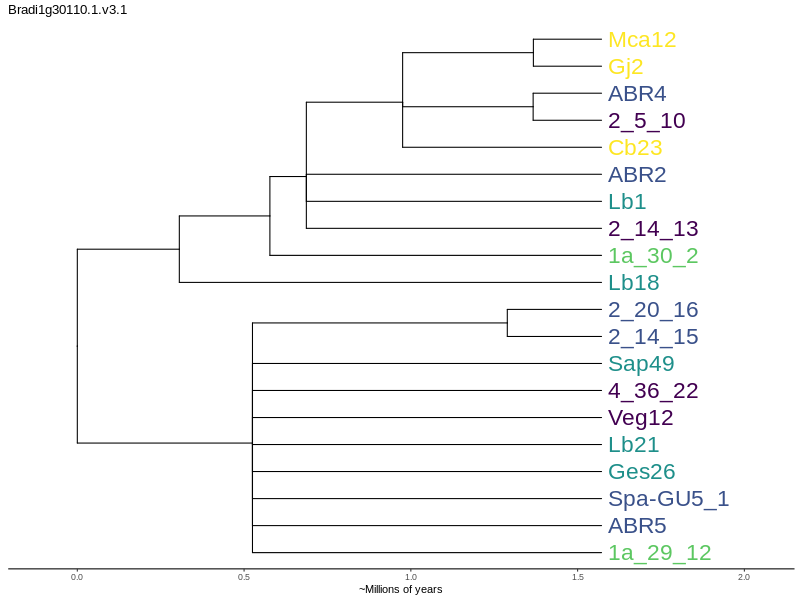 Bradi1g30110.1.v3.1
Mca12
Gj2
ABR4
2_5_10
Cb23
ABR2
Lb1
2_14_13
1a_30_2
Lb18
2_20_16
2_14_15
Sap49
4_36_22
Veg12
Lb21
Ges26
Spa-GU5_1
ABR5
1a_29_12
0.0 0.5 1.0 1.5 2.0
~Millions of years